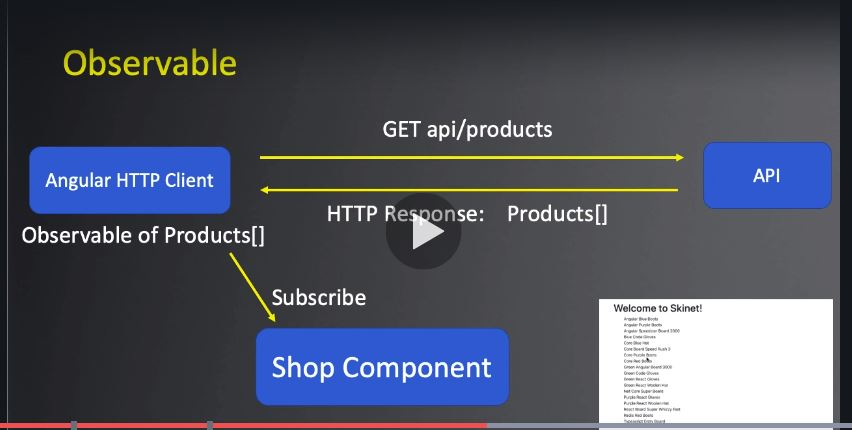 Observable
GET api/products
Angular HTTP Client
API
HTTP Response: Products[]
Observable of Products[]
Subscribe
Shop Component
Welcome to Skinet!
Angular Blue Boots
Angular Purple Boots
Angular Speedster Board 2000
Blue Code Gloves
Core Blue Hat
Core Board Speed Rush 3
Core Purple Boots
Core Red Boots
Green Angular Board 3000
Green Code Gloves
Green React Gloves
Green React Woolen Hat
Net Core Super Board
Purple React Gloves
Purple React Woolen Hat
React Board Super Whizzy Fast
Redis Red Boots
Typescript Entry Board